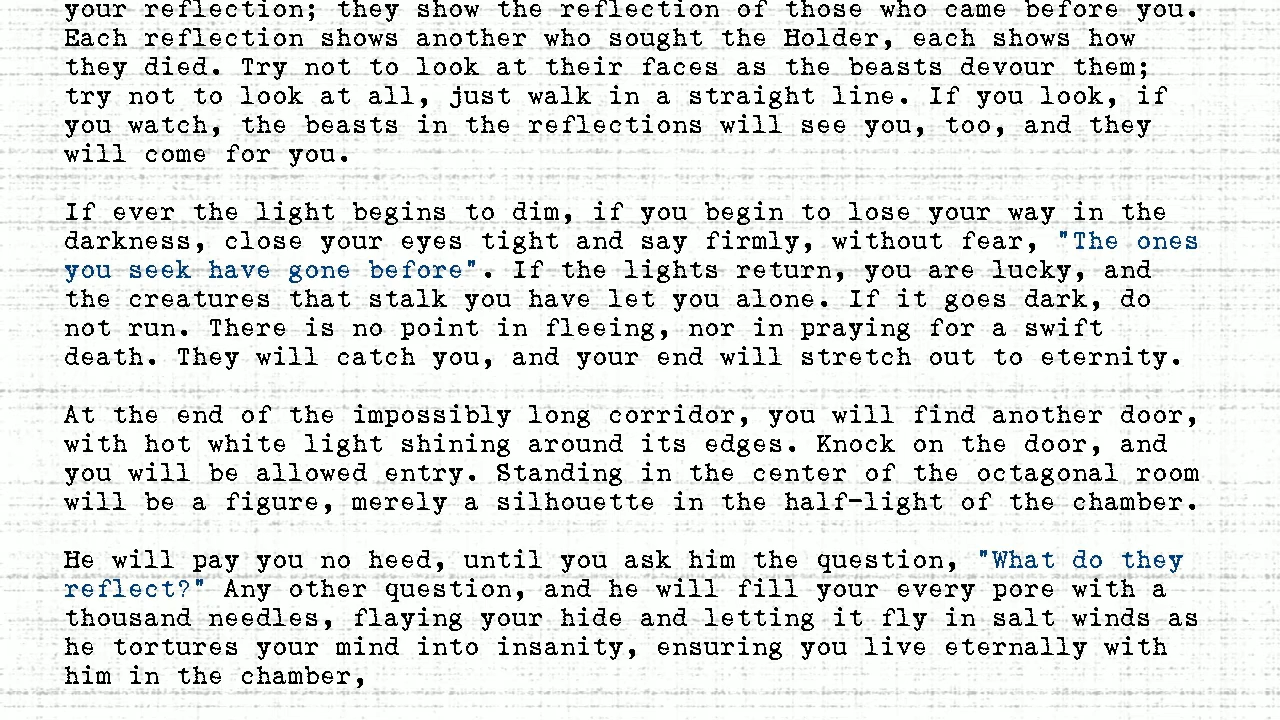 your reflection; they show the reflection of those who came before you.
Each reflection shows another who sought the Holder, each shows how
they died. Try not to look at their faces as the beasts devour them;
try not to look at all, just walk in a straight line. If you look, if
you watch, the beasts in the reflections will see you, too, and they
will come for you.
If ever the light begins to dim, if you begin to lose your way in the
darkness, close your eyes tight and say firmly, without fear, "The ones
you seek have gone before". If the lights return, you are lucky, and
the creatures that stalk you have let you alone. If it goes dark, do
not run. There is no point in fleeing, nor in praying for a swift
death. They will catch you, and your end will stretch out to eternity.
At the end of the impossibly long corridor, you will find another door,
with hot white light shining around its edges. Knock on the door, and
you will be allowed entry. Standing in the center of the octagonal room
will be a figure, merely a silhouette in the half-light of the chamber.
He will pay you no heed, until you ask him the question, "What do they
reflect?" Any other question, and he will fill your every pore with a
thousand needles, flaying your hide and letting it fly in salt winds as
he tortures your mind into insanity, ensuring you live eternally with
him in the chamber,